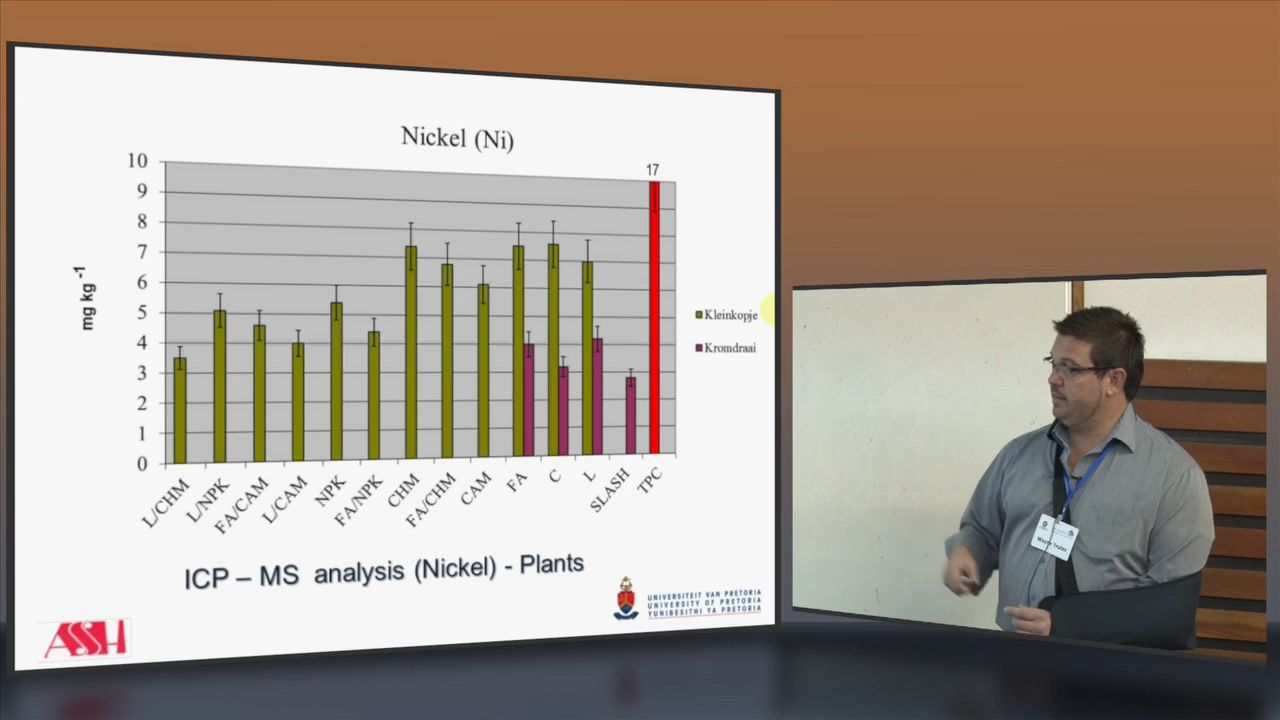 Nickel (Ni)
17
10
9
8
7
6
5
4
3
2
1
0
mg kg -1
L/CHM
L/NPK
FA/CAM
L/CAM
NPK
FA/NPK
CHM
FA/CHM
CAM
FA
C
L
SLASH
TPC
Kleinkopje
Kromdraai
ICP – MS analysis (Nickel) - Plants
UNIVERSITEIT VAN PRETORIA
UNIVERSITY OF PRETORIA
YUNIBESITHI YA PRETORIA
ASSH